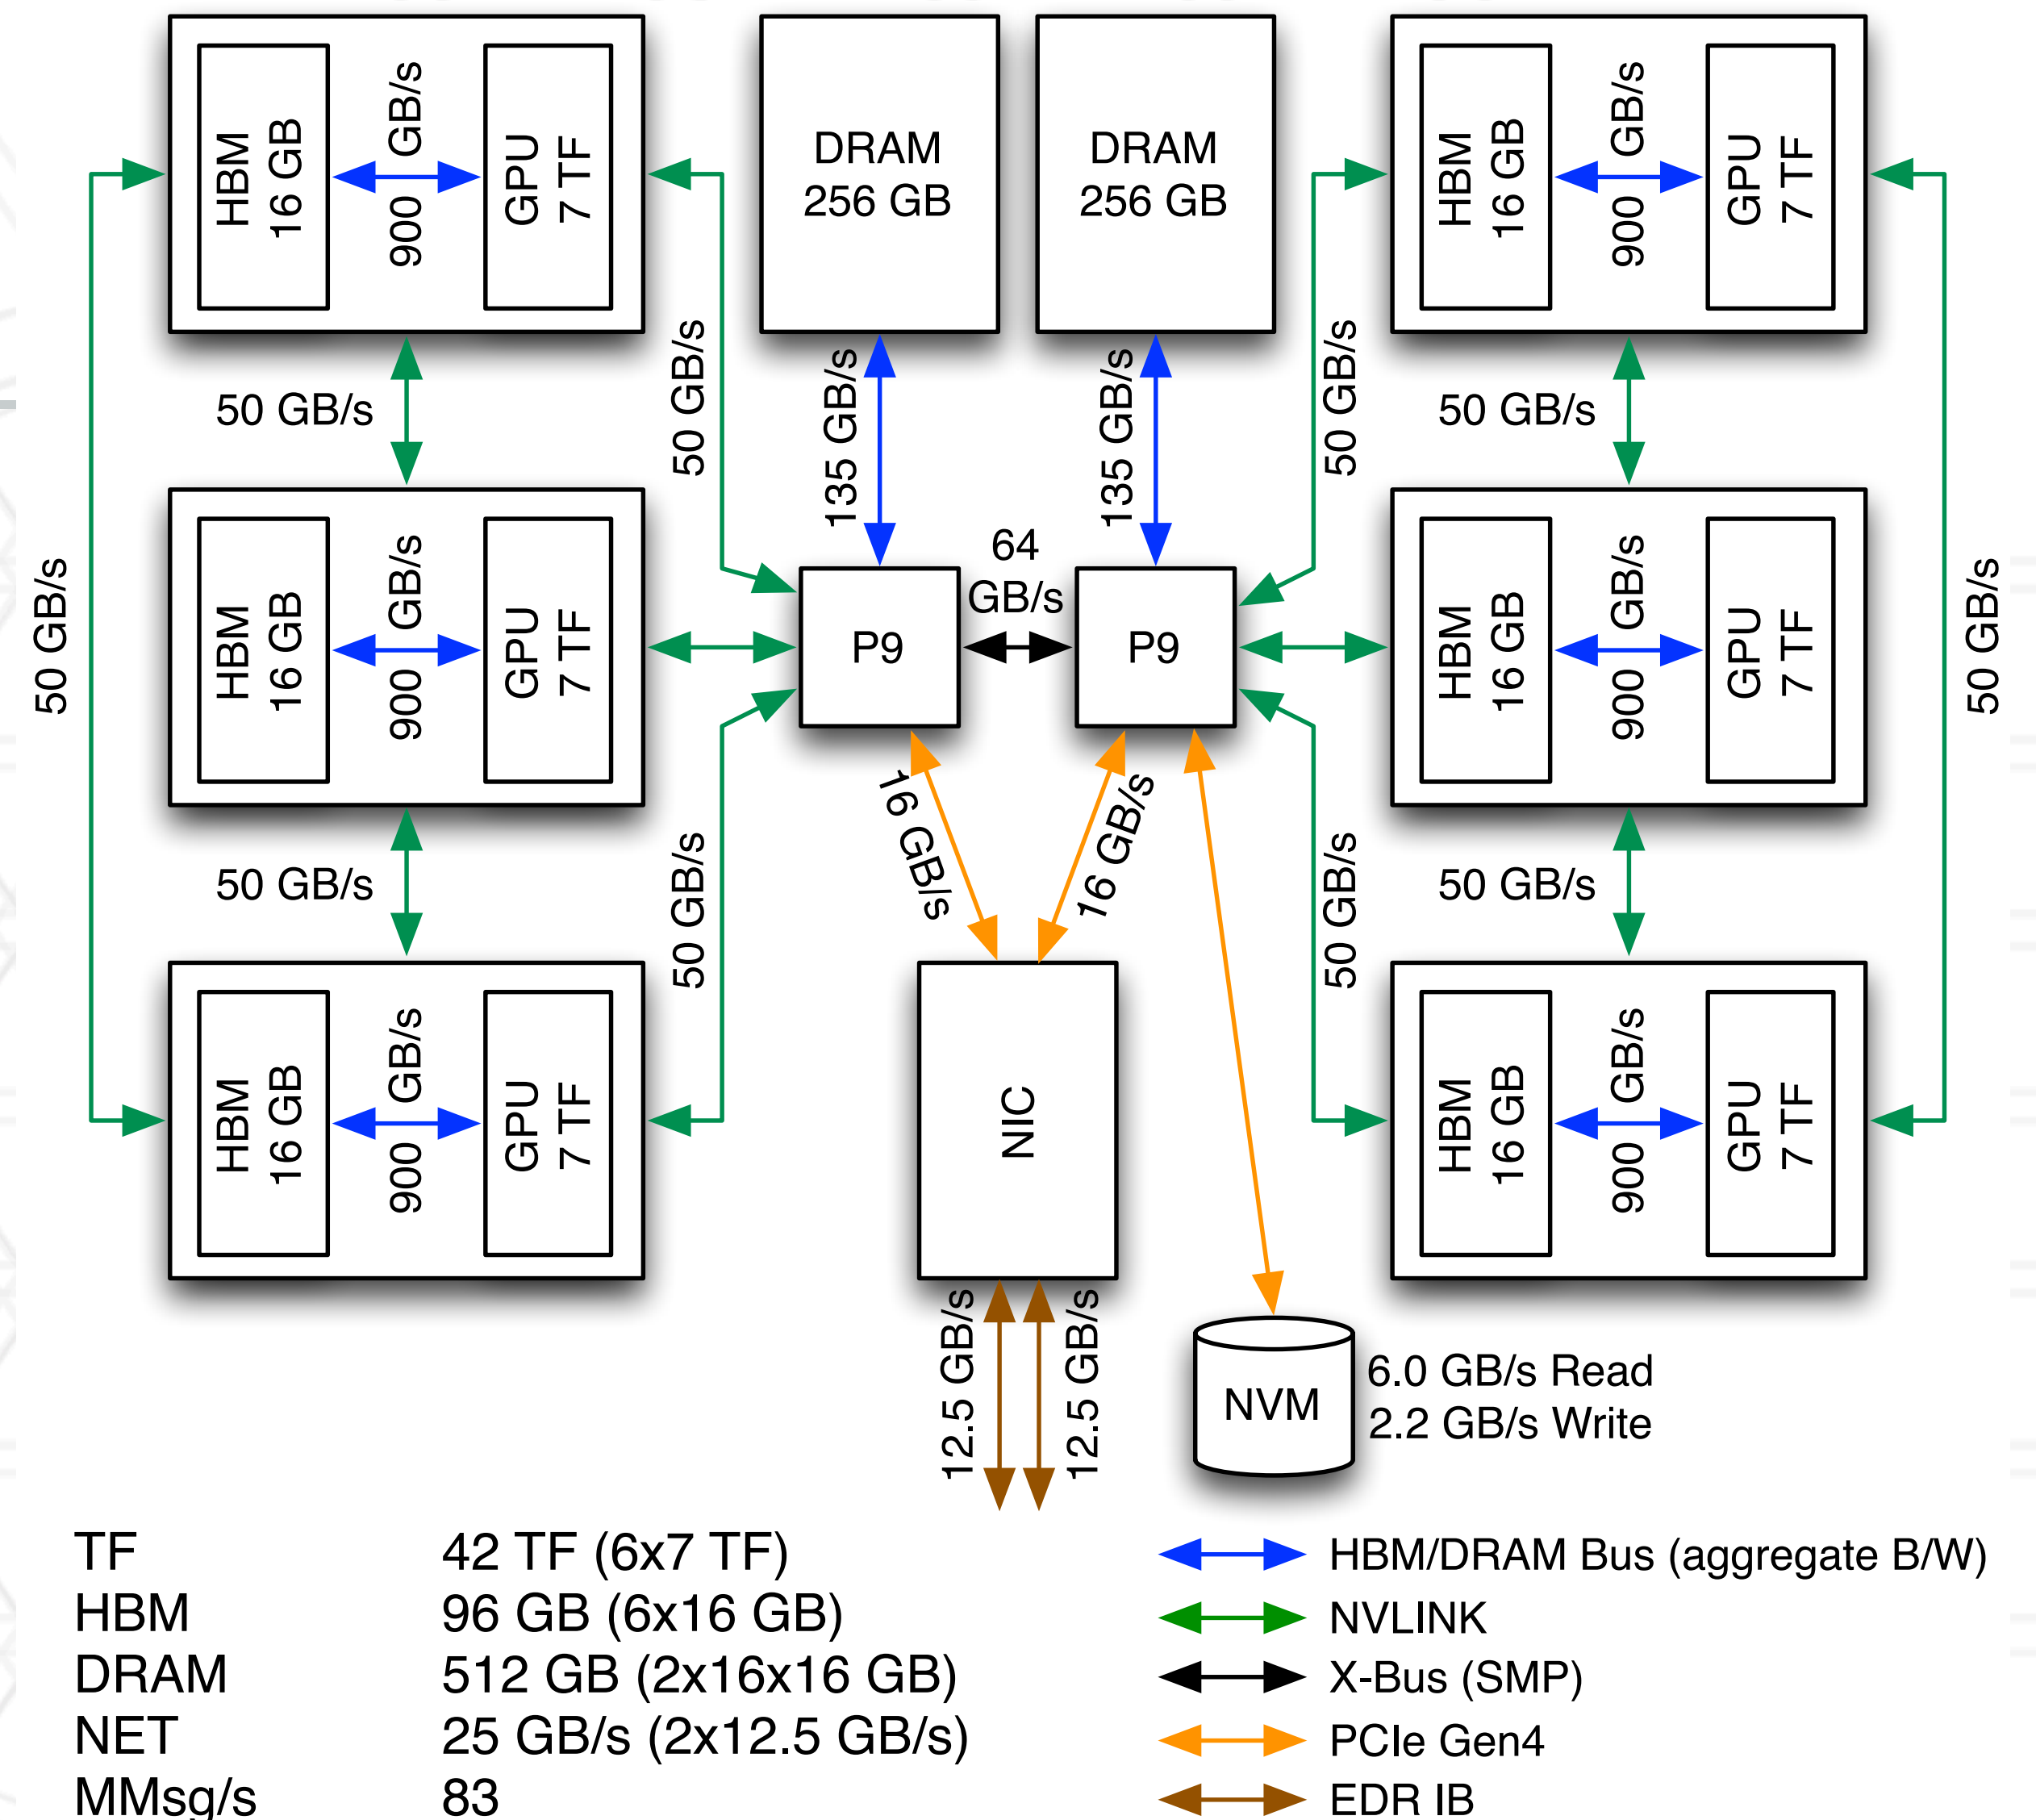 HBM
16 GB
900 GB/s
GPU
7 TF
DRAM
256 GB
DRAM
256 GB
HBM
16 GB
900 GB/s
GPU
7 TF
50 GB/s
50 GB/s
135 GB/s
135 GB/s
50 GB/s
50 GB/s
50 GB/s
HBM
16 GB
900 GB/s
GPU
7 TF
P9
64
GB/s
P9
HBM
16 GB
900 GB/s
GPU
7 TF
50 GB/s
50 GB/s
50 GB/s
16 GB/s
16 GB/s
50 GB/s
50 GB/s
HBM
16 GB
900 GB/s
GPU
7 TF
NIC
HBM
16 GB
900 GB/s
GPU
7 TF
12.5 GB/s
12.5 GB/s
NVM
6.0 GB/s Read
2.2 GB/s Write
TF 42 TF (6x7 TF)
HBM 96 GB (6x16 GB)
DRAM 512 GB (2x16x16 GB)
NET 25 GB/s (2x12.5 GB/s)
MMsg/s 83
HBM/DRAM Bus (aggregate B/W)
NVLINK
X-Bus (SMP)
PCIe Gen4
EDR IB